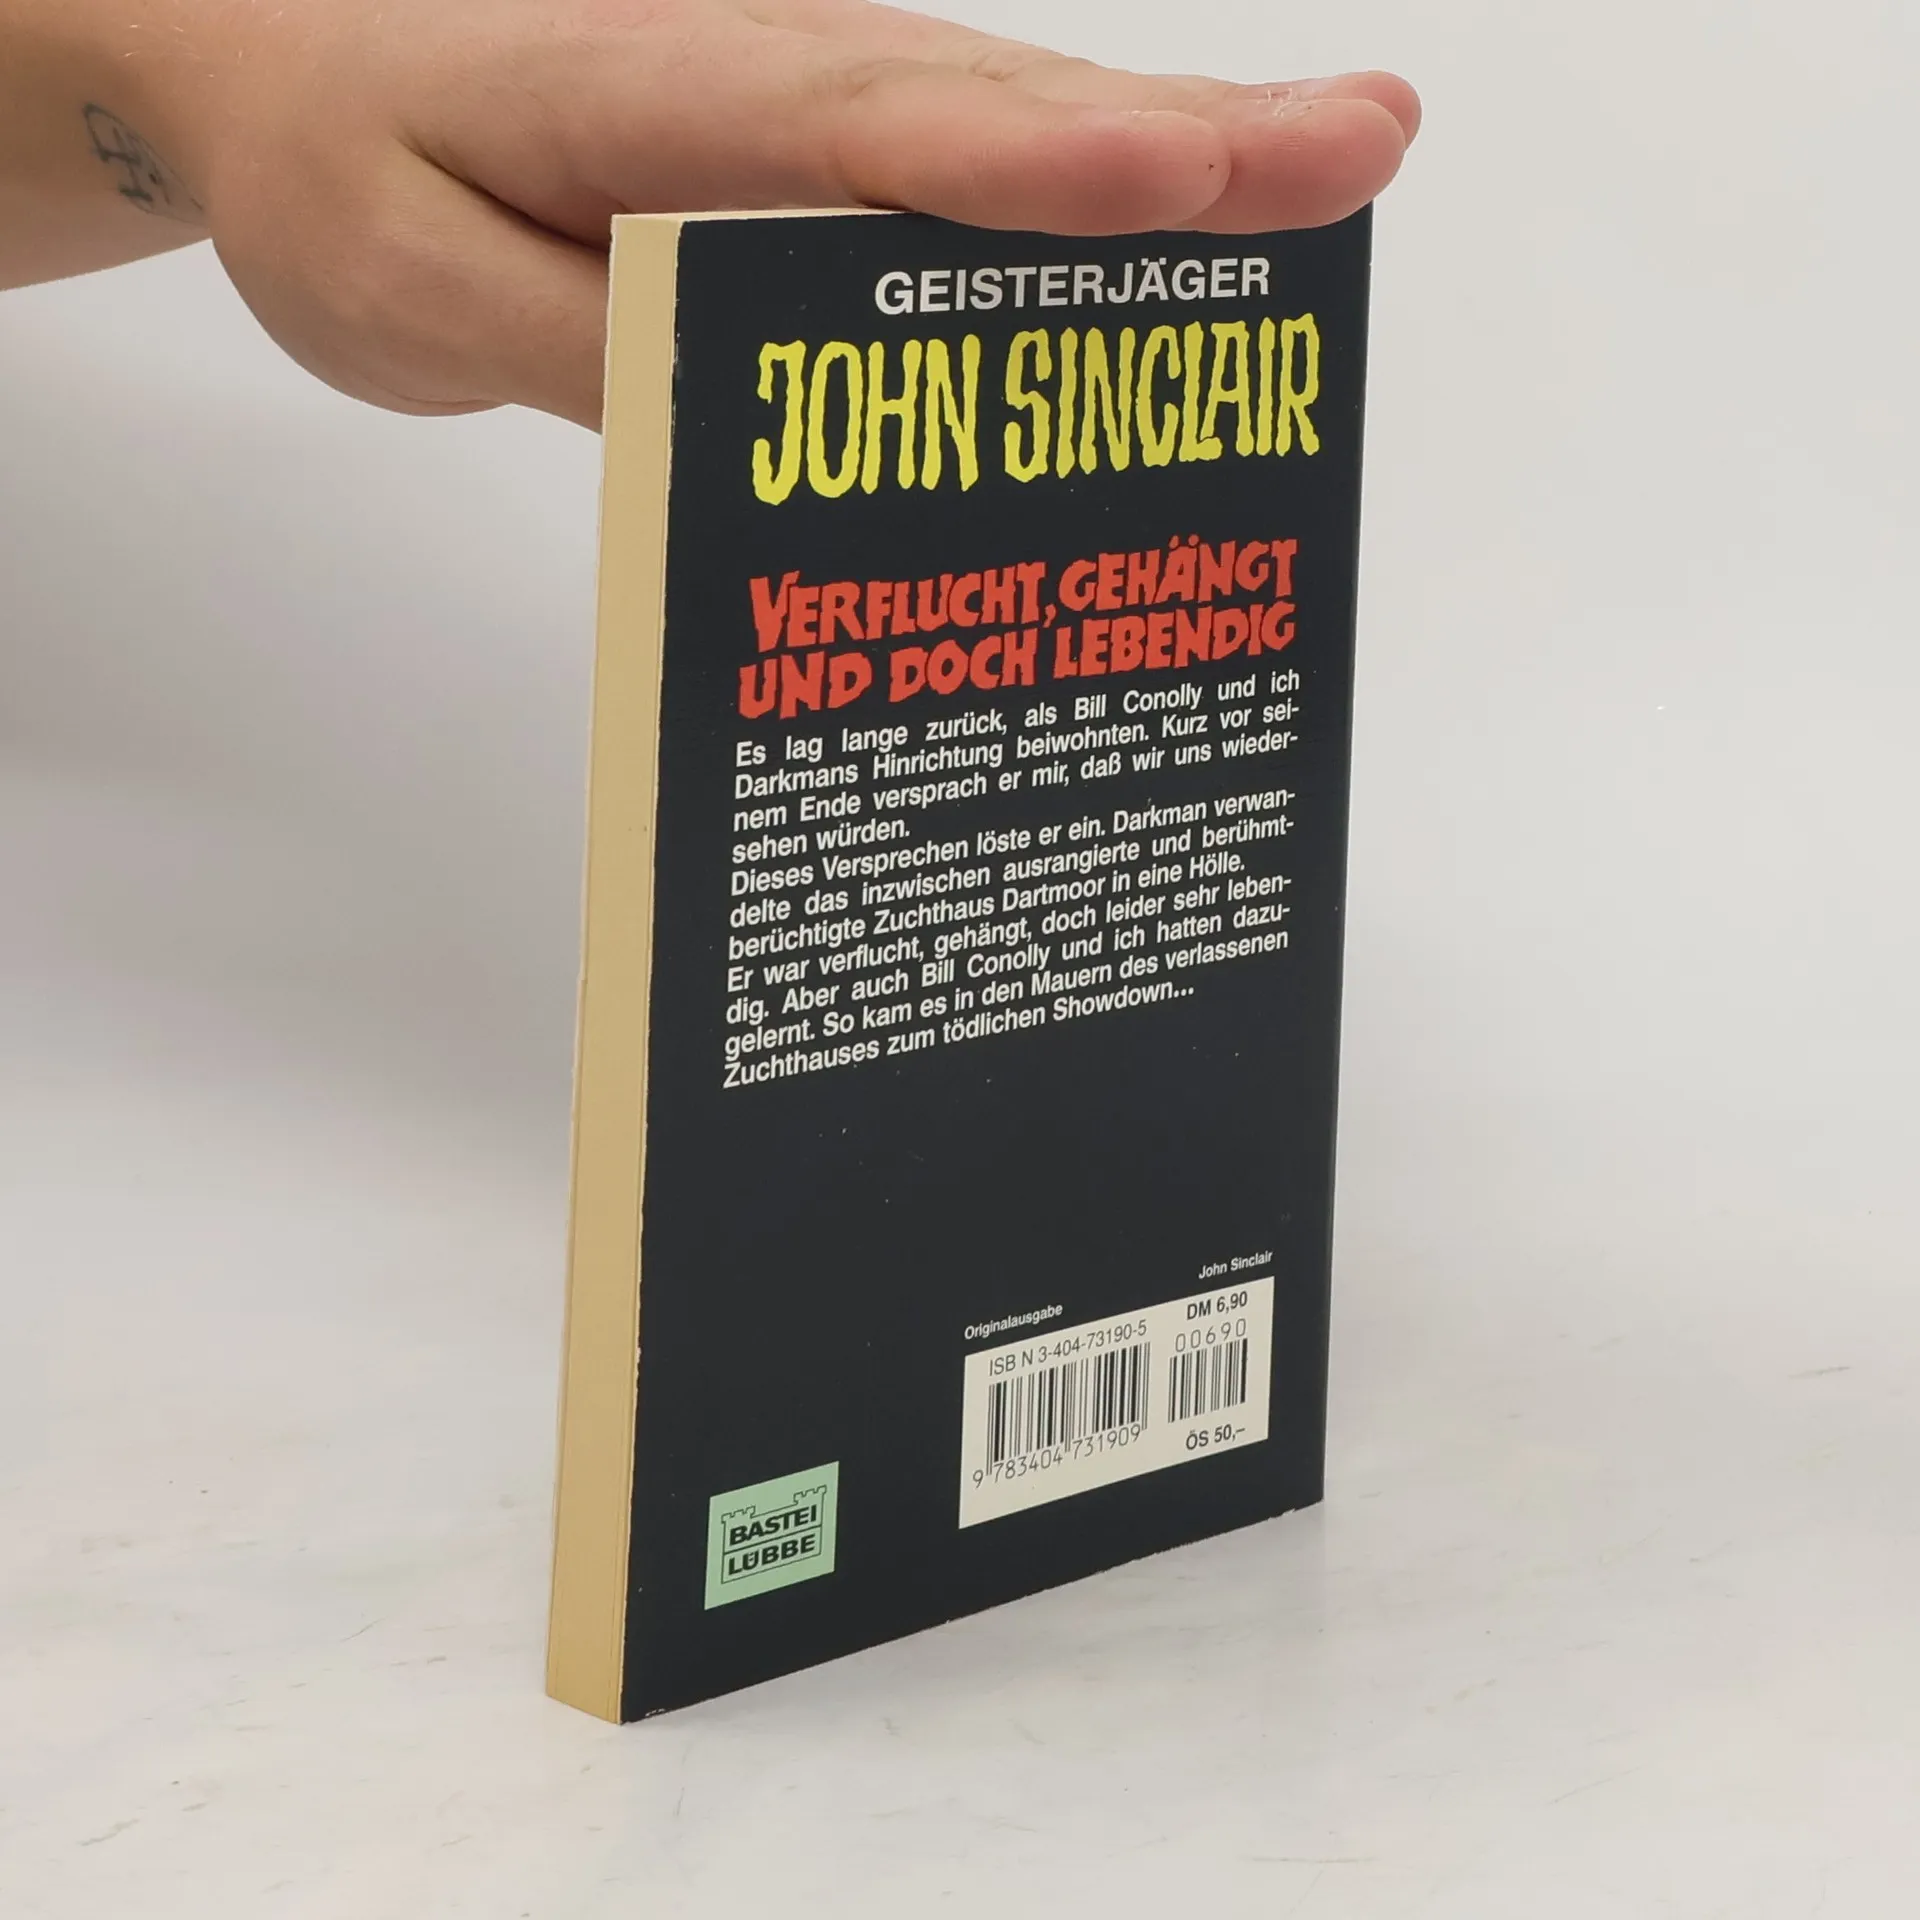 GEISTERJÄGER
JOHN SINCLAIR
VERFLUCHT, GEHÄNGT
UND DOCH LEBENDIG
Es lag lange zurück, als Bill Conolly und ich
Darkmans Hinrichtung beiwohnten. Kurz vor sei-
nem Ende versprach er mir, daß wir uns wieder-
sehen würden.
Dieses Versprechen löste er ein. Darkman verwan-
delte das inzwischen ausrangierte und berühmt-
berüchtigte Zuchthaus Dartmoor in eine Hölle.
Er war verflucht, gehängt, doch leider sehr leben-
dig. Aber auch Bill Conolly und ich hatten dazu-
gelernt. So kam es in den Mauern des verlassenen
Zuchthauses zum tödlichen Showdown...
John Sinclair
Originalausgabe
DM 6,90
ISBN 3-404-73190-5
00690
9 783404 731909
ÖS 50,–
BASTEI
LÜBBE